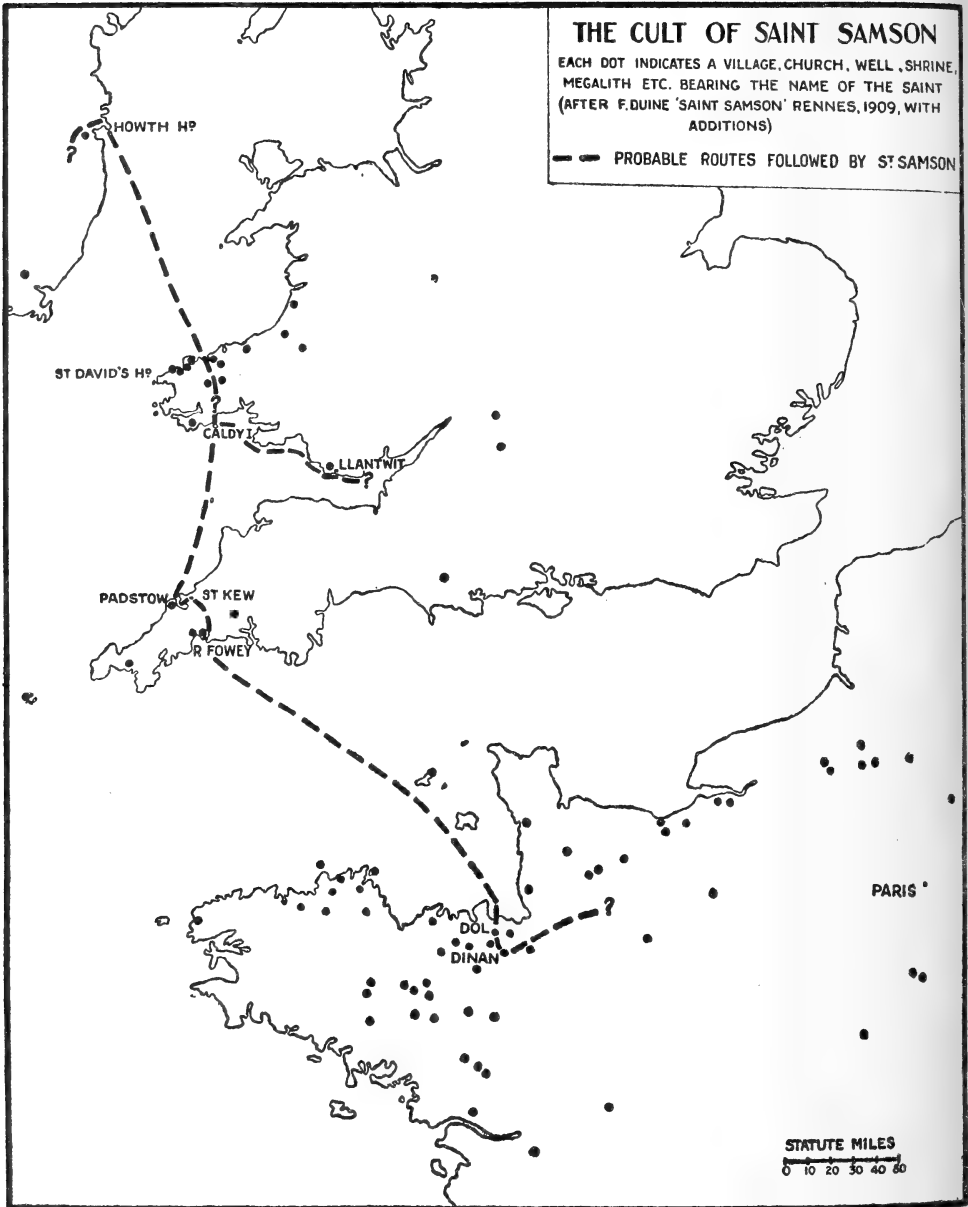 THE CULT OF SAINT SAMSON
EACH DOT INDICATES A VILLAGE, CHURCH, WELL, SHRINE,
MEGALITH ETC. BEARING THE NAME OF THE SAINT
(AFTER F. DUINE 'SAINT SAMSON' RENNES, 1909, WITH
ADDITIONS)
PROBABLE ROUTES FOLLOWED BY ST SAMSON
HOWTH HD
?
ST DAVID'S HD
?
CALDY I
LLANTWIT
?
PADSTOW
ST KEW
R FOWEY
PARIS
?
DOL
DINAN
STATUTE MILES
0 10 20 30 40 50